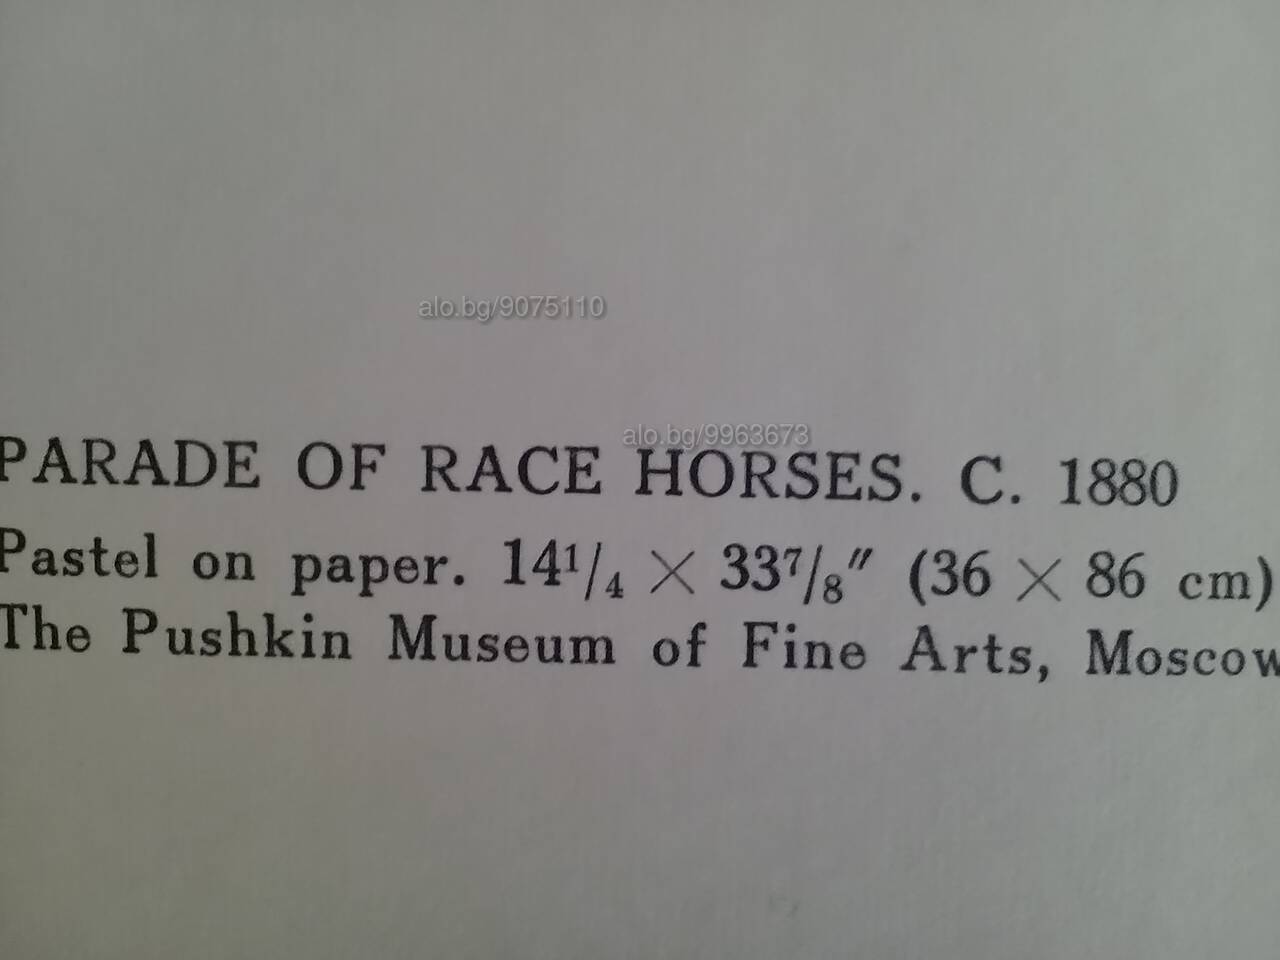 alo.bg/9075110
alo.bg/9963673
PARADE OF RACE HORSES. C. 1880
Pastel on paper. 14¹/₄ × 33⁷/₈″ (36 × 86 cm)
The Pushkin Museum of Fine Arts, Moscow